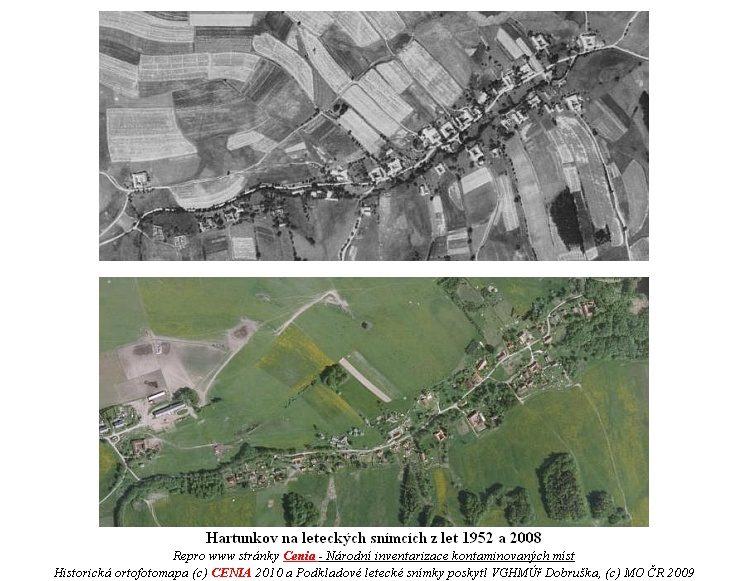 Hartunkov na leteckých snímcích z let 1952 a 2008
Repro www stránky Cenia - Národní inventarizace kontaminovaných míst
Historická ortofotomapa (c) CENIA 2010 a Podkladové letecké snímky poskytl VGHMÚř Dobruška, (c) MO ČR 2009